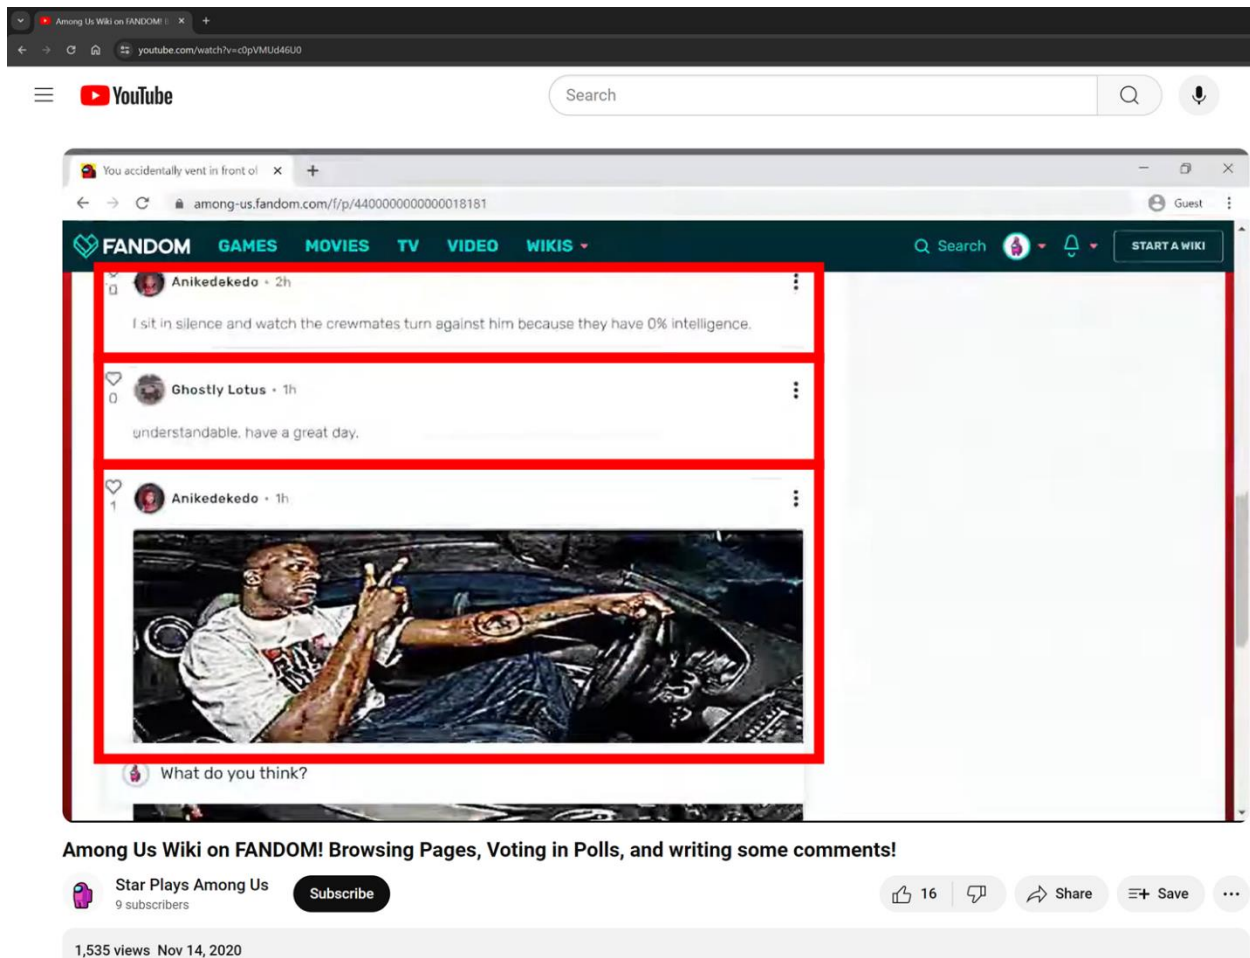 Among Us Wiki on FANDOM! B
youtube.com/watch?v=c0pVMUd46U0
YouTube
Search
You accidentally vent in front of
among-us.fandom.com/f/p/4400000000000018181
Guest
FANDOM GAMES MOVIES TV VIDEO WIKIS
Search
START A WIKI
0
Anikedekedo • 2h
I sit in silence and watch the crewmates turn against him because they have 0% intelligence.
0
Ghostly Lotus • 1h
understandable, have a great day.
1
Anikedekedo • 1h
What do you think?
Among Us Wiki on FANDOM! Browsing Pages, Voting in Polls, and writing some comments!
Star Plays Among Us
9 subscribers
Subscribe
16
Share
Save
1,535 views Nov 14, 2020